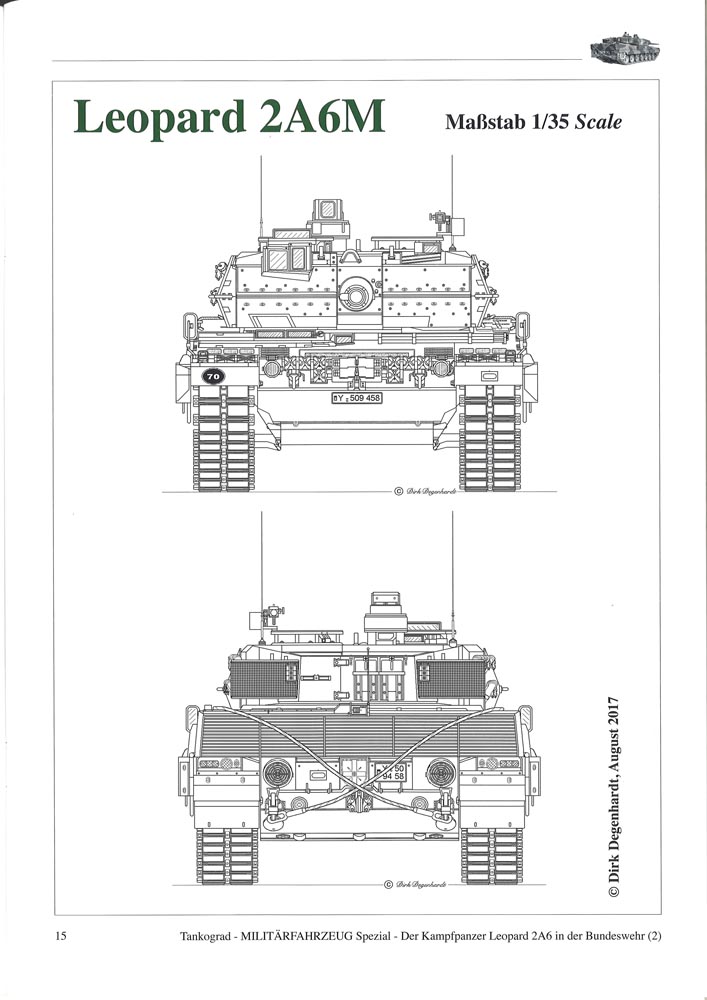 Leopard 2A6M
Maßstab 1/35 Scale
70
Y 509 458
© Dirk Degenhardt
Y 50
94 58
© Dirk Degenhardt
© Dirk Degenhardt, August 2017
15 Tankograd - MILITÄRFAHRZEUG Spezial - Der Kampfpanzer Leopard 2A6 in der Bundeswehr (2)